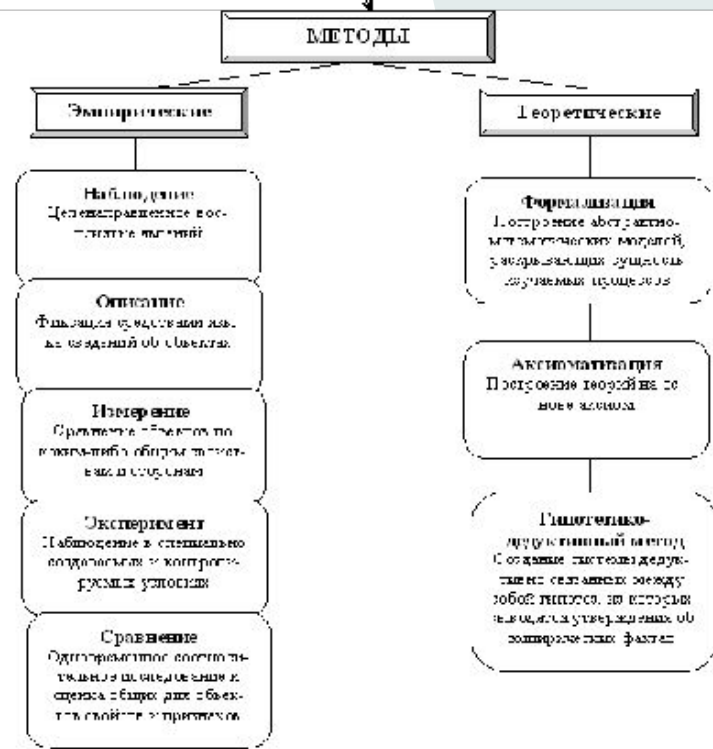 МЕТОДЫ
Эмпирические
Наблюдение
Целенаправленное вос-
приятие явлений
Описание
Фиксация средствами язы-
ка сведений об объектах
Измерение
Сравнение объектов по
каким-либо общим свойст-
вам и сторонам
Эксперимент
Наблюдение в специально
создаваемых и контроли-
руемых условиях
Сравнение
Одновременное соотноси-
тельное исследование и
оценка общих для объек-
тов свойств и признаков
Теоретические
Формализация
Построение абстрактно-
математических моделей,
раскрывающих сущность
изучаемых процессов
Аксиоматизация
Построение теорий на ос
нове аксиом
Гипотетико-
дедуктивный метод
Создание системы дедук-
тивно связанных между
собой гипотез, из которых
выводятся утверждения об
эмпирических фактах